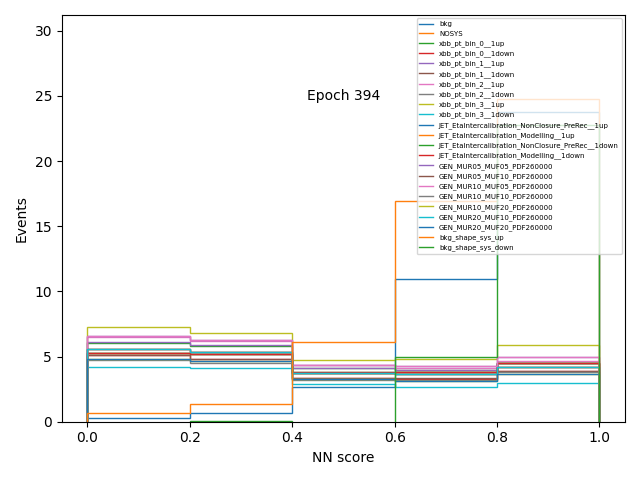 bkg
NOSYS
xbb_pt_bin_0__1up
xbb_pt_bin_0__1down
xbb_pt_bin_1__1up
xbb_pt_bin_1__1down
xbb_pt_bin_2__1up
xbb_pt_bin_2__1down
xbb_pt_bin_3__1up
xbb_pt_bin_3__1down
JET_EtaIntercalibration_NonClosure_PreRec__1up
JET_EtaIntercalibration_Modelling__1up
JET_EtaIntercalibration_NonClosure_PreRec__1down
JET_EtaIntercalibration_Modelling__1down
GEN_MUR05_MUF05_PDF260000
GEN_MUR05_MUF10_PDF260000
GEN_MUR10_MUF05_PDF260000
GEN_MUR10_MUF10_PDF260000
GEN_MUR10_MUF20_PDF260000
GEN_MUR20_MUF10_PDF260000
GEN_MUR20_MUF20_PDF260000
bkg_shape_sys_up
bkg_shape_sys_down
Epoch 394
30
25
20
15
10
5
0
Events
0.0 0.2 0.4 0.6 0.8 1.0
NN score